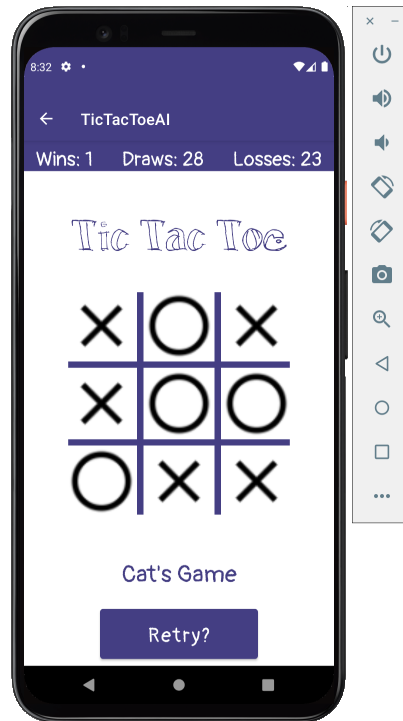 8:32
TicTacToeAI
Wins: 1 Draws: 28 Losses: 23
Tic Tac Toe
X O X
X O O
O X X
Cat's Game
Retry?